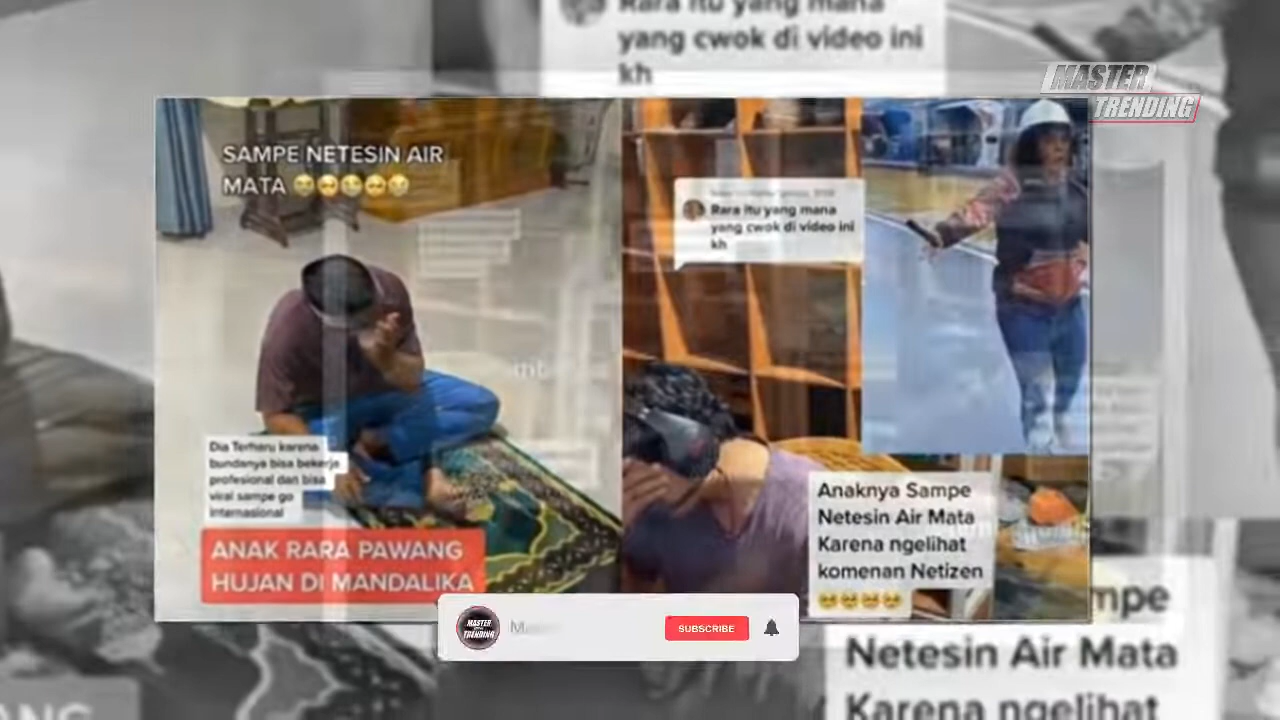 Rara itu yang mana
yang cwok di video ini
kh
MASTER
TRENDING
SAMPE NETESIN AIR
MATA 😭🥺😭🥺😭
Rara itu yang mana
yang cwok di video ini
kh
Dia Terharu karena
bundanya bisa bekerja
profesional dan bisa
viral sampe go
internasional
ANAK RARA PAWANG
HUJAN DI MANDALIKA
Anaknya Sampe
Netesin Air Mata
Karena ngelihat
komenan Netizen
🥺🥺🥺🥺
MASTER
TRENDING
SUBSCRIBE
mpe
Netesin Air Mata
Karena ngelihat